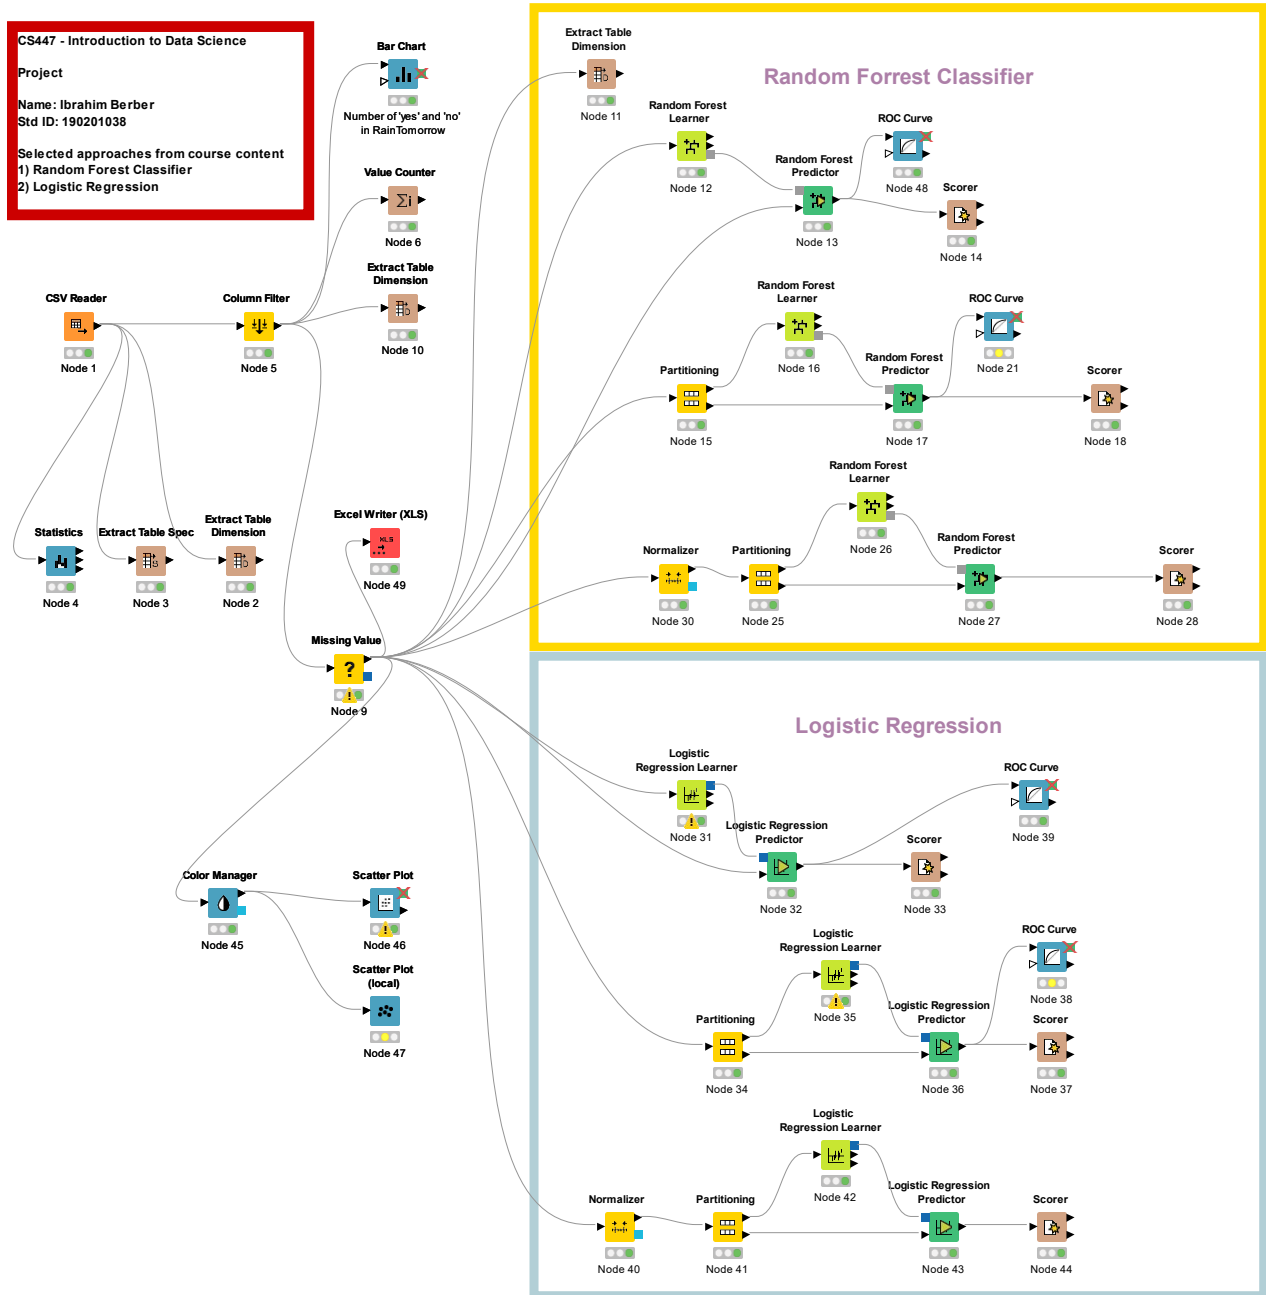 CS447 - Introduction to Data Science
Project
Name: Ibrahim Berber
Std ID: 190201038
Selected approaches from course content
1) Random Forest Classifier
2) Logistic Regression
Bar Chart
Number of 'yes' and 'no'
in RainTomorrow
Value Counter
Node 6
Extract Table
Dimension
Node 10
CSV Reader
Node 1
Column Filter
Node 5
Statistics
Node 4
Extract Table Spec
Node 3
Extract Table
Dimension
Node 2
Excel Writer (XLS)
XLS
Node 49
Missing Value
?
Node 9
Color Manager
Node 45
Scatter Plot
Node 46
Scatter Plot
(local)
Node 47
Random Forrest Classifier
Extract Table
Dimension
Node 11
Random Forest
Learner
Node 12
Random Forest
Predictor
Node 13
ROC Curve
Node 48
Scorer
Node 14
Random Forest
Learner
Node 16
ROC Curve
Node 21
Partitioning
Node 15
Random Forest
Predictor
Node 17
Scorer
Node 18
Random Forest
Learner
Node 26
Normalizer
Node 30
Partitioning
Node 25
Random Forest
Predictor
Node 27
Scorer
Node 28
Logistic Regression
Logistic
Regression Learner
Node 31
Logistic Regression
Predictor
Node 32
ROC Curve
Node 39
Scorer
Node 33
Logistic
Regression Learner
Node 35
ROC Curve
Node 38
Partitioning
Node 34
Logistic Regression
Predictor
Node 36
Scorer
Node 37
Logistic
Regression Learner
Node 42
Normalizer
Node 40
Partitioning
Node 41
Logistic Regression
Predictor
Node 43
Scorer
Node 44